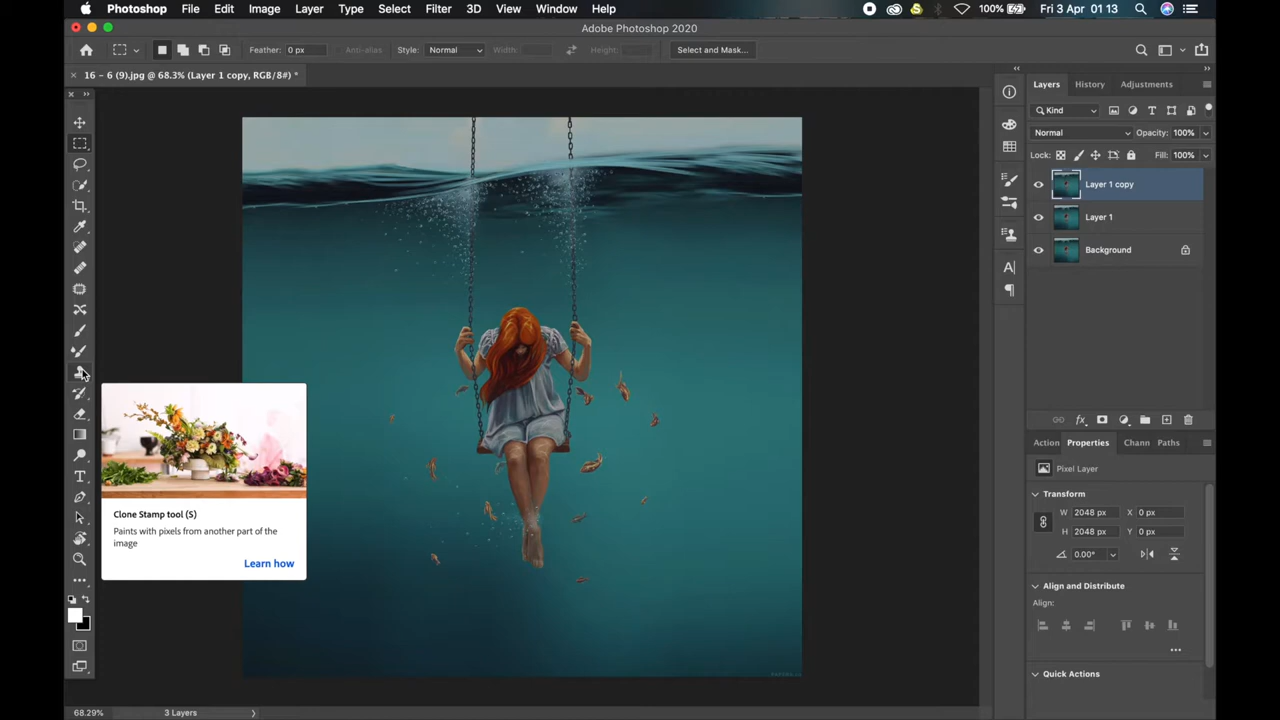 Photoshop File Edit Image Layer Type Select Filter 3D View Window Help 100% Fri 3 Apr 01 13
Adobe Photoshop 2020
Feather: 0 px Anti-alias Style: Normal Width: Height: Select and Mask...
16 – 6 (9).jpg @ 68.3% (Layer 1 copy, RGB/8#) *
Layers History Adjustments
Kind
Normal Opacity: 100%
Lock: Fill: 100%
Layer 1 copy
Layer 1
Background
Clone Stamp tool (S)
Paints with pixels from another part of the
image
Learn how
Action Properties Chann Paths
Pixel Layer
Transform
W 2048 px X 0 px
H 2048 px Y 0 px
0.00°
Align and Distribute
Align:
Quick Actions
68.29% 3 Layers